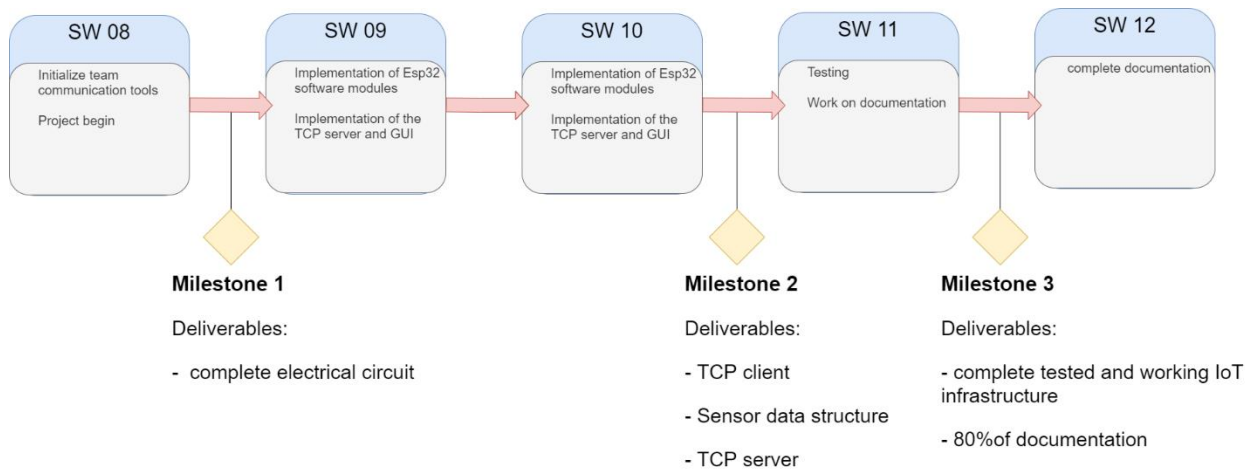 SW 08
Initialize team
communication tools
Project begin
SW 09
Implementation of Esp32
software modules
Implementation of the
TCP server and GUI
SW 10
Implementation of Esp32
software modules
Implementation of the
TCP server and GUI
SW 11
Testing
Work on documentation
SW 12
complete documentation
Milestone 1
Deliverables:
- complete electrical circuit
Milestone 2
Deliverables:
- TCP client
- Sensor data structure
- TCP server
Milestone 3
Deliverables:
- complete tested and working IoT
infrastructure
- 80%of documentation